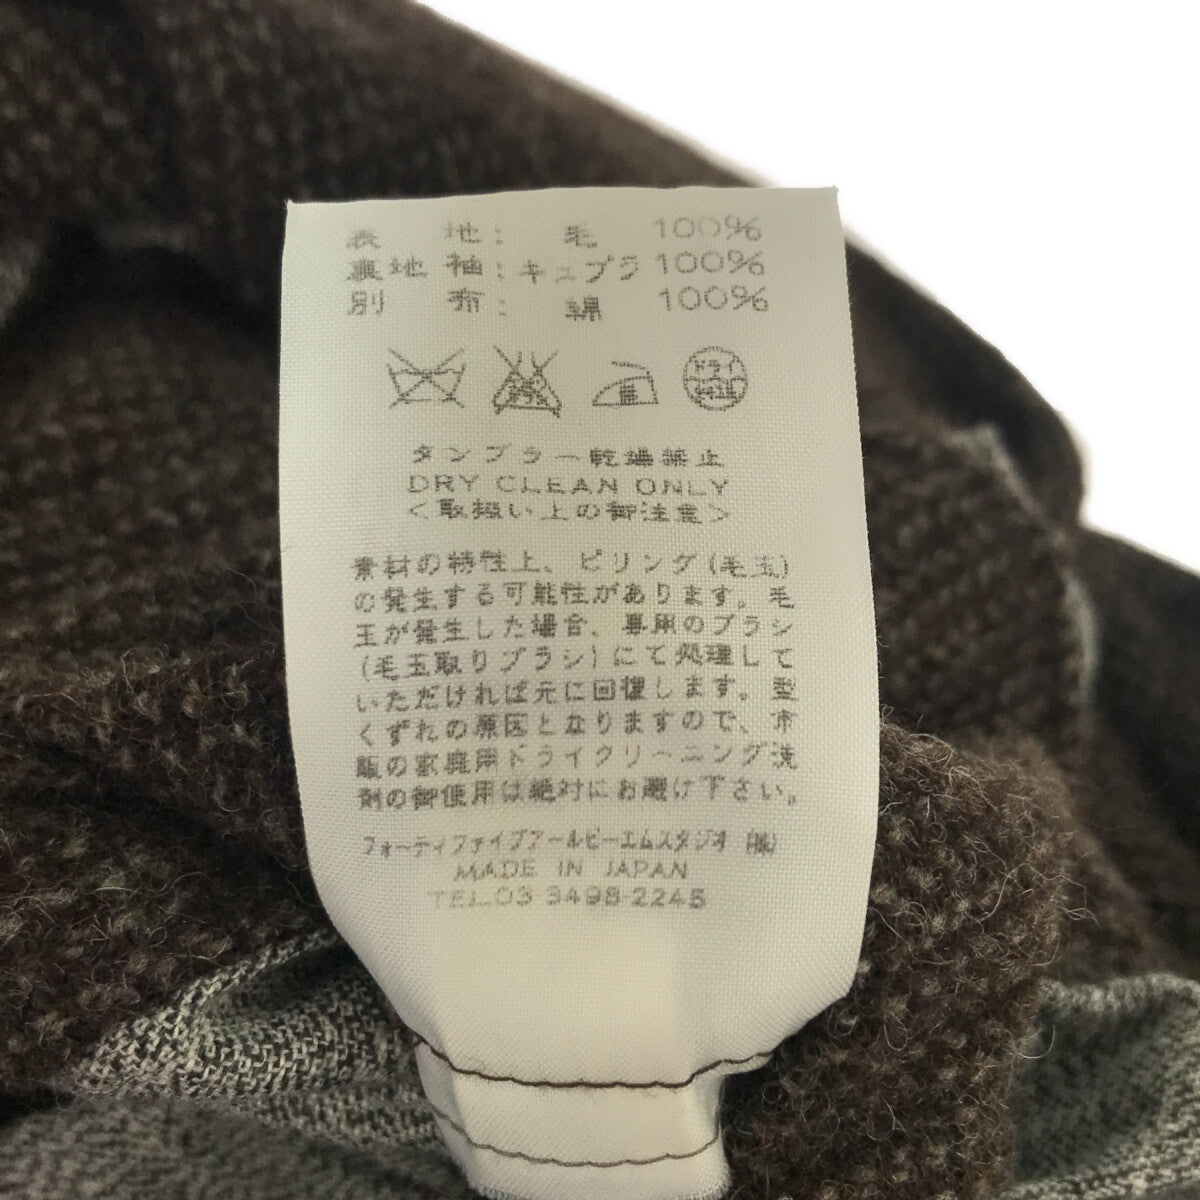 表 地: 毛 100%
裏地 袖: キュプラ 100%
別 布: 綿 100%
ドライ
タンブラー乾燥禁止
DRY CLEAN ONLY
<取扱い上の御注意>
素材の特性上、ピリング(毛玉)
の発生する可能性があります。毛
玉が発生した場合、専用のブラシ
(毛玉取りブラシ)にて処理して
いただければ元に回復します。型
くずれの原因となりますので、市
販の家庭用ドライクリーニング洗
剤の御使用は絶対にお避け下さい。
フォーティファイブアールピーエムスタジオ (株)
MADE IN JAPAN
TEL.03 3498-2245